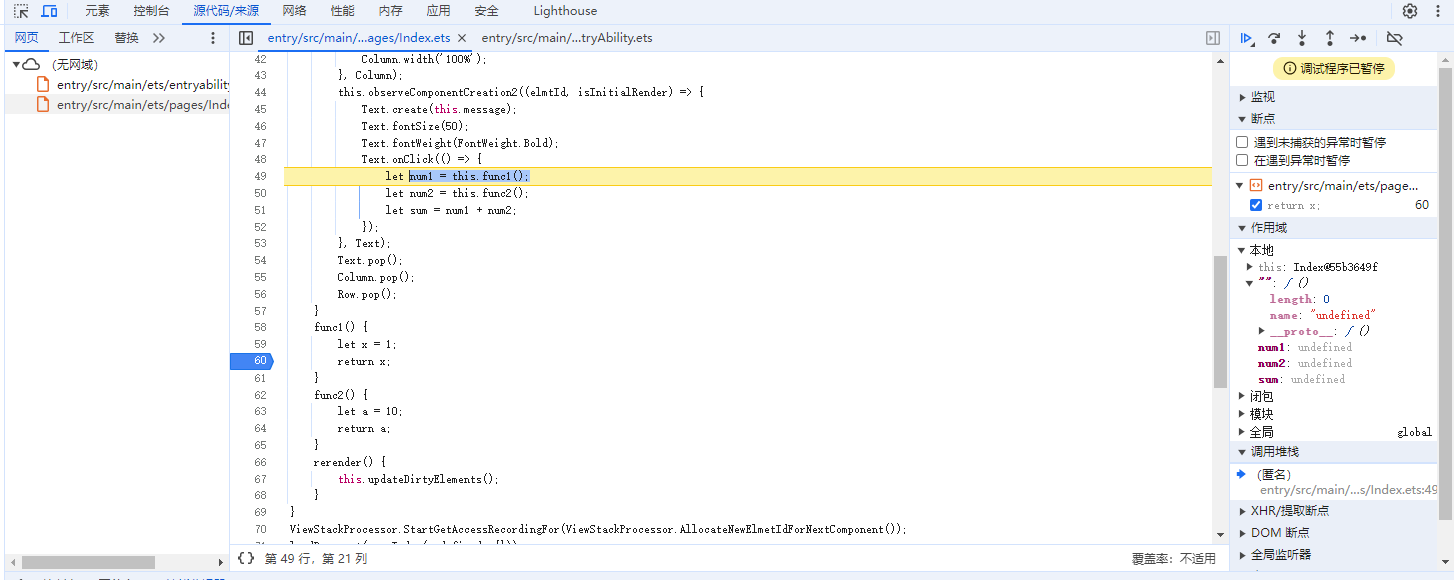 元素 控制台 源代码/来源 网络 性能 内存 应用 安全 Lighthouse
网页 工作区 替换
entry/src/main/…ages/Index.ets entry/src/main/…tryAbility.ets
(无网域)
entry/src/main/ets/entryability
entry/src/main/ets/pages/Inde
42 Column.width('100%');
43 }, Column);
44 this.observeComponentCreation2((elmtId, isInitialRender) => {
45 Text.create(this.message);
46 Text.fontSize(50);
47 Text.fontWeight(FontWeight.Bold);
48 Text.onClick(() => {
49 let num1 = this.func1();
50 let num2 = this.func2();
51 let sum = num1 + num2;
52 });
53 }, Text);
54 Text.pop();
55 Column.pop();
56 Row.pop();
57 }
58 func1() {
59 let x = 1;
60 return x;
61 }
62 func2() {
63 let a = 10;
64 return a;
65 }
66 rerender() {
67 this.updateDirtyElements();
68 }
69 }
70 ViewStackProcessor.StartGetAccessRecordingFor(ViewStackProcessor.AllocateNewElmetIdForNextComponent());
{} 第 49 行，第 21 列 覆盖率：不适用
调试程序已暂停
监视
断点
遇到未捕获的异常时暂停
在遇到异常时暂停
entry/src/main/ets/page…
return x; 60
作用域
本地
this: Index@55b3649f
"": ƒ ()
length: 0
name: "undefined"
__proto__: ƒ ()
num1: undefined
num2: undefined
sum: undefined
闭包
模块
全局 global
调用堆栈
(匿名)
entry/src/main/…s/Index.ets:49
XHR/提取断点
DOM 断点
全局监听器